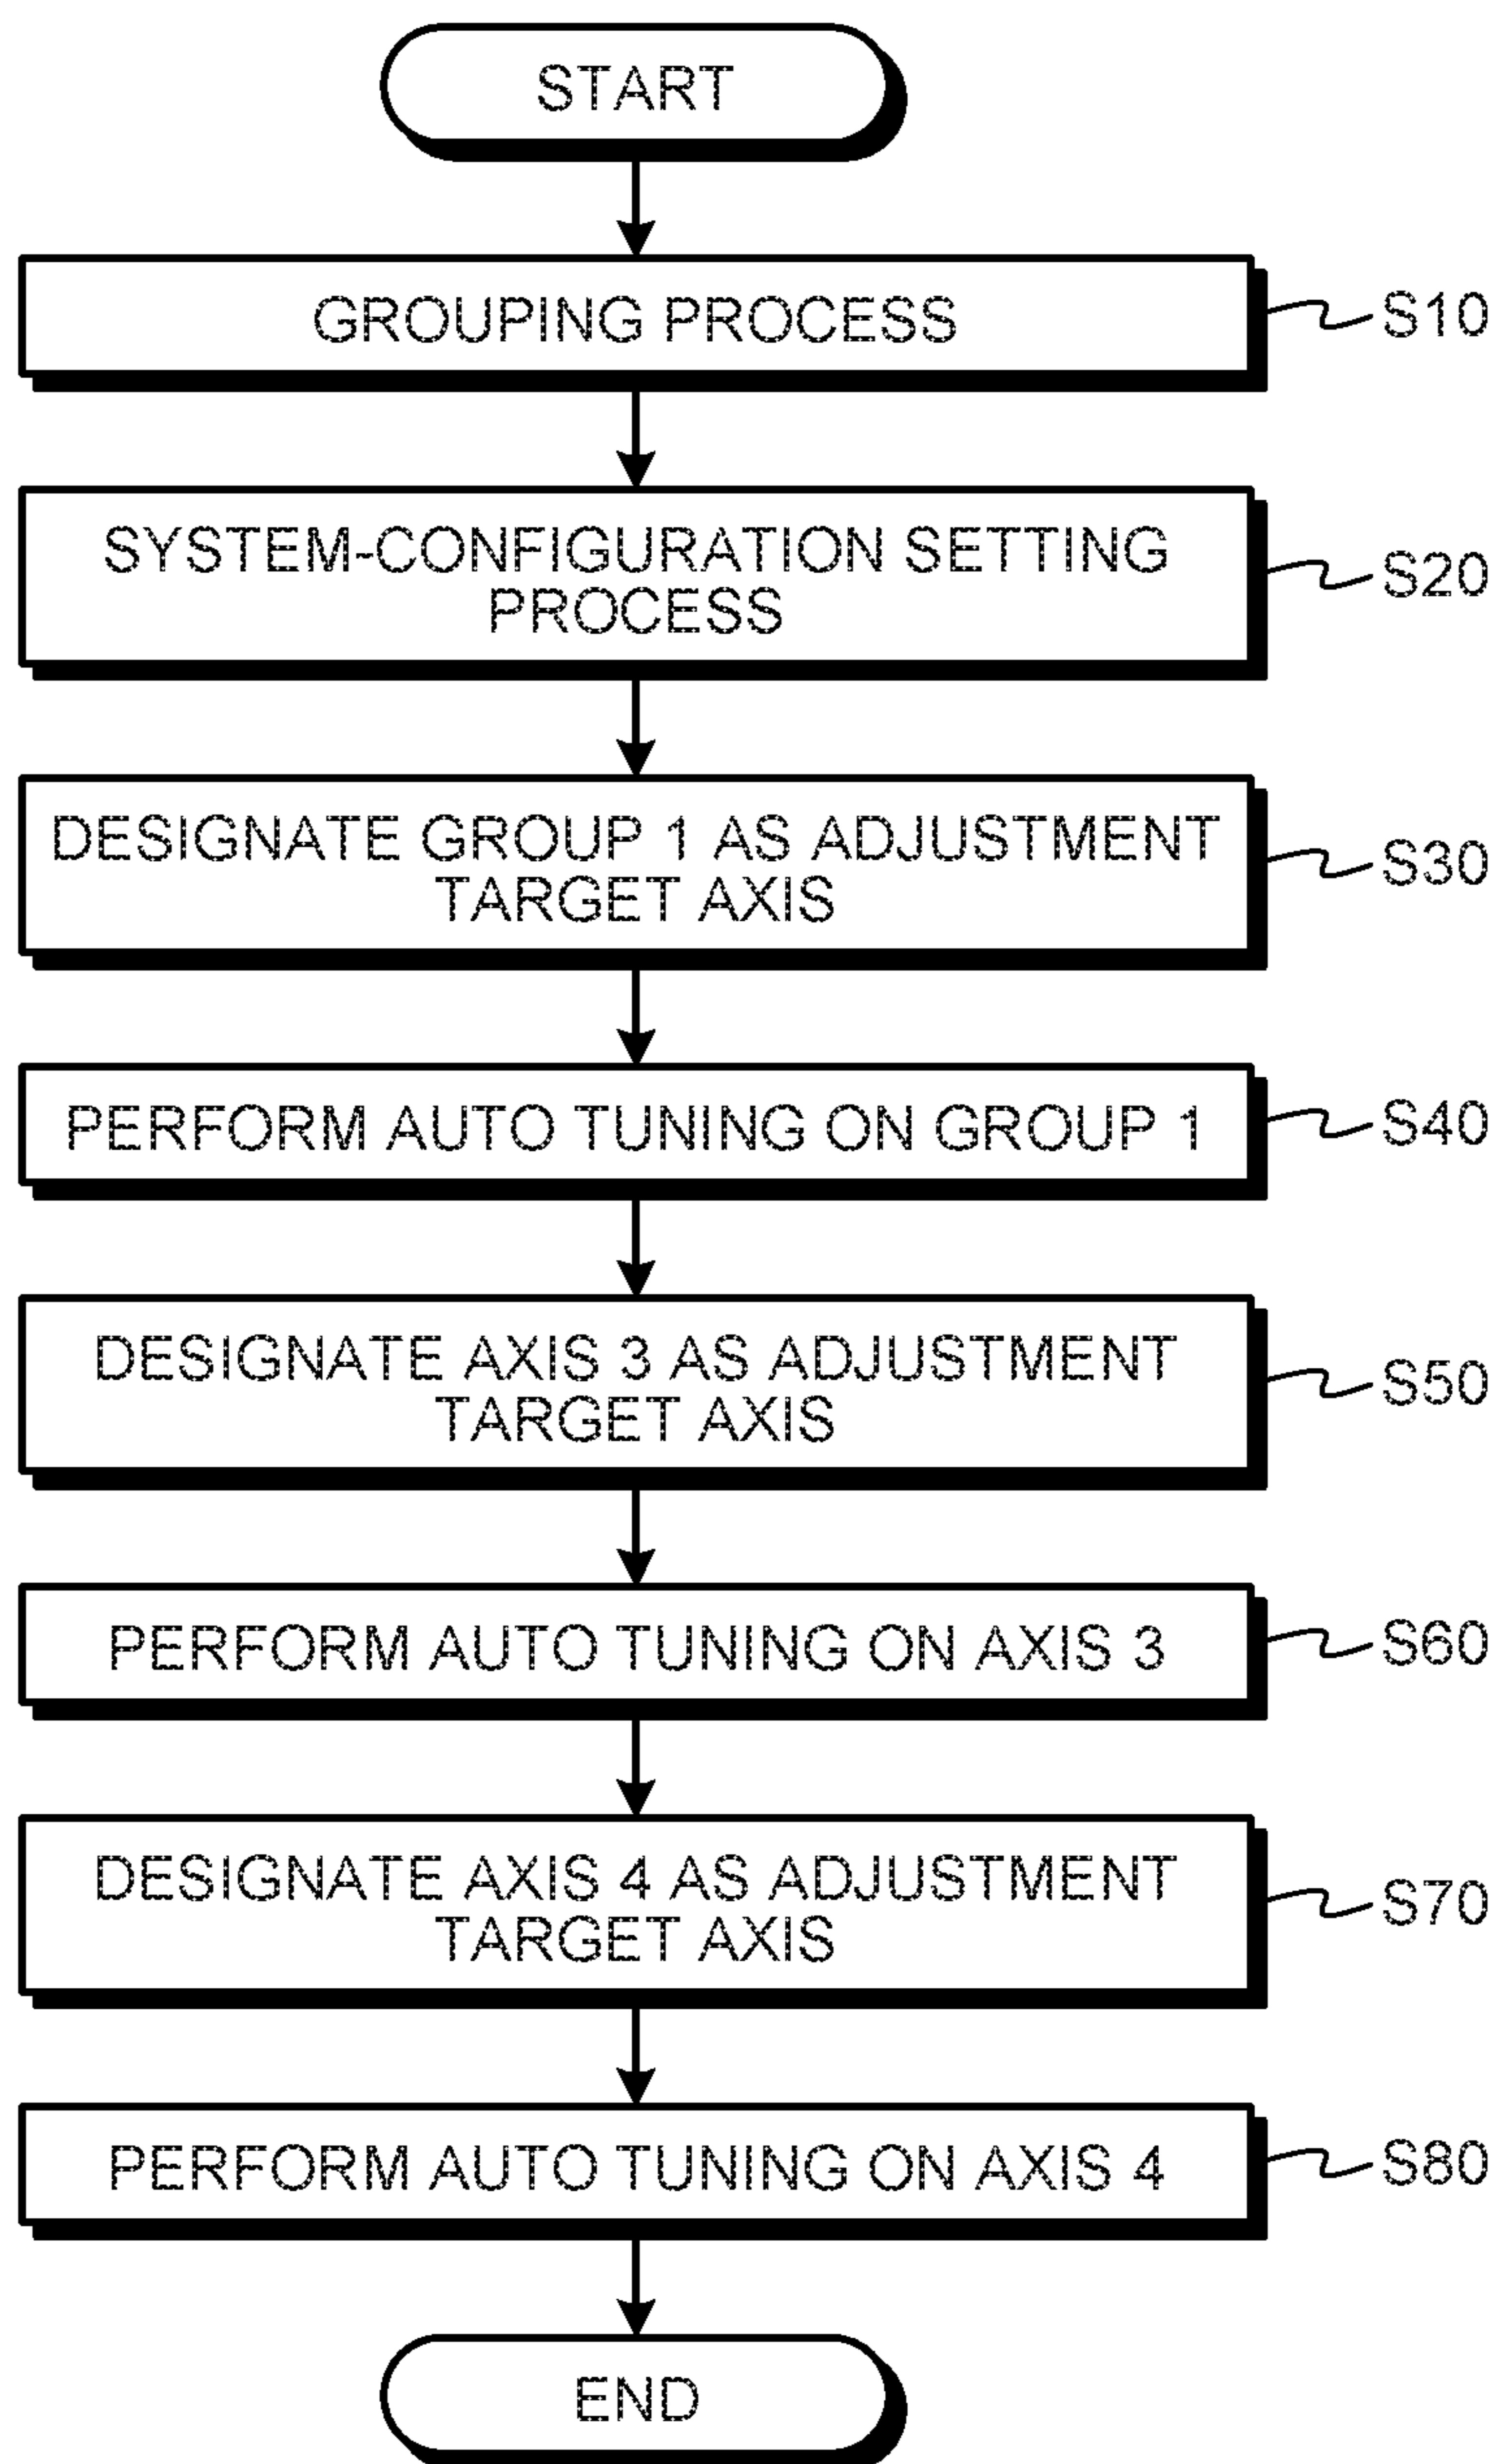 START
GROUPING PROCESS
S10
SYSTEM-CONFIGURATION SETTING
PROCESS
S20
DESIGNATE GROUP 1 AS ADJUSTMENT
TARGET AXIS
S30
PERFORM AUTO TUNING ON GROUP 1
S40
DESIGNATE AXIS 3 AS ADJUSTMENT
TARGET AXIS
S50
PERFORM AUTO TUNING ON AXIS 3
S60
DESIGNATE AXIS 4 AS ADJUSTMENT
TARGET AXIS
S70
PERFORM AUTO TUNING ON AXIS 4
S80
END